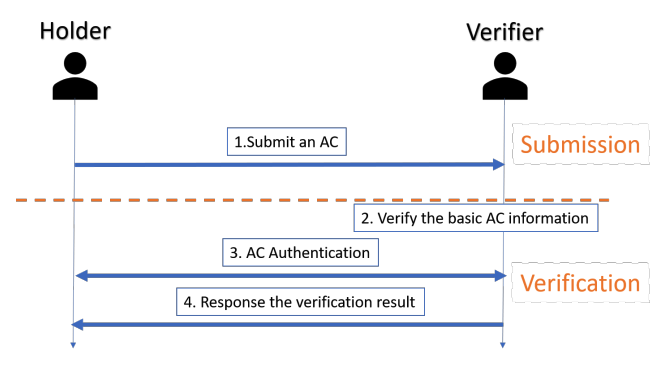 Holder
Verifier
1.Submit an AC
Submission
2. Verify the basic AC information
3. AC Authentication
Verification
4. Response the verification result